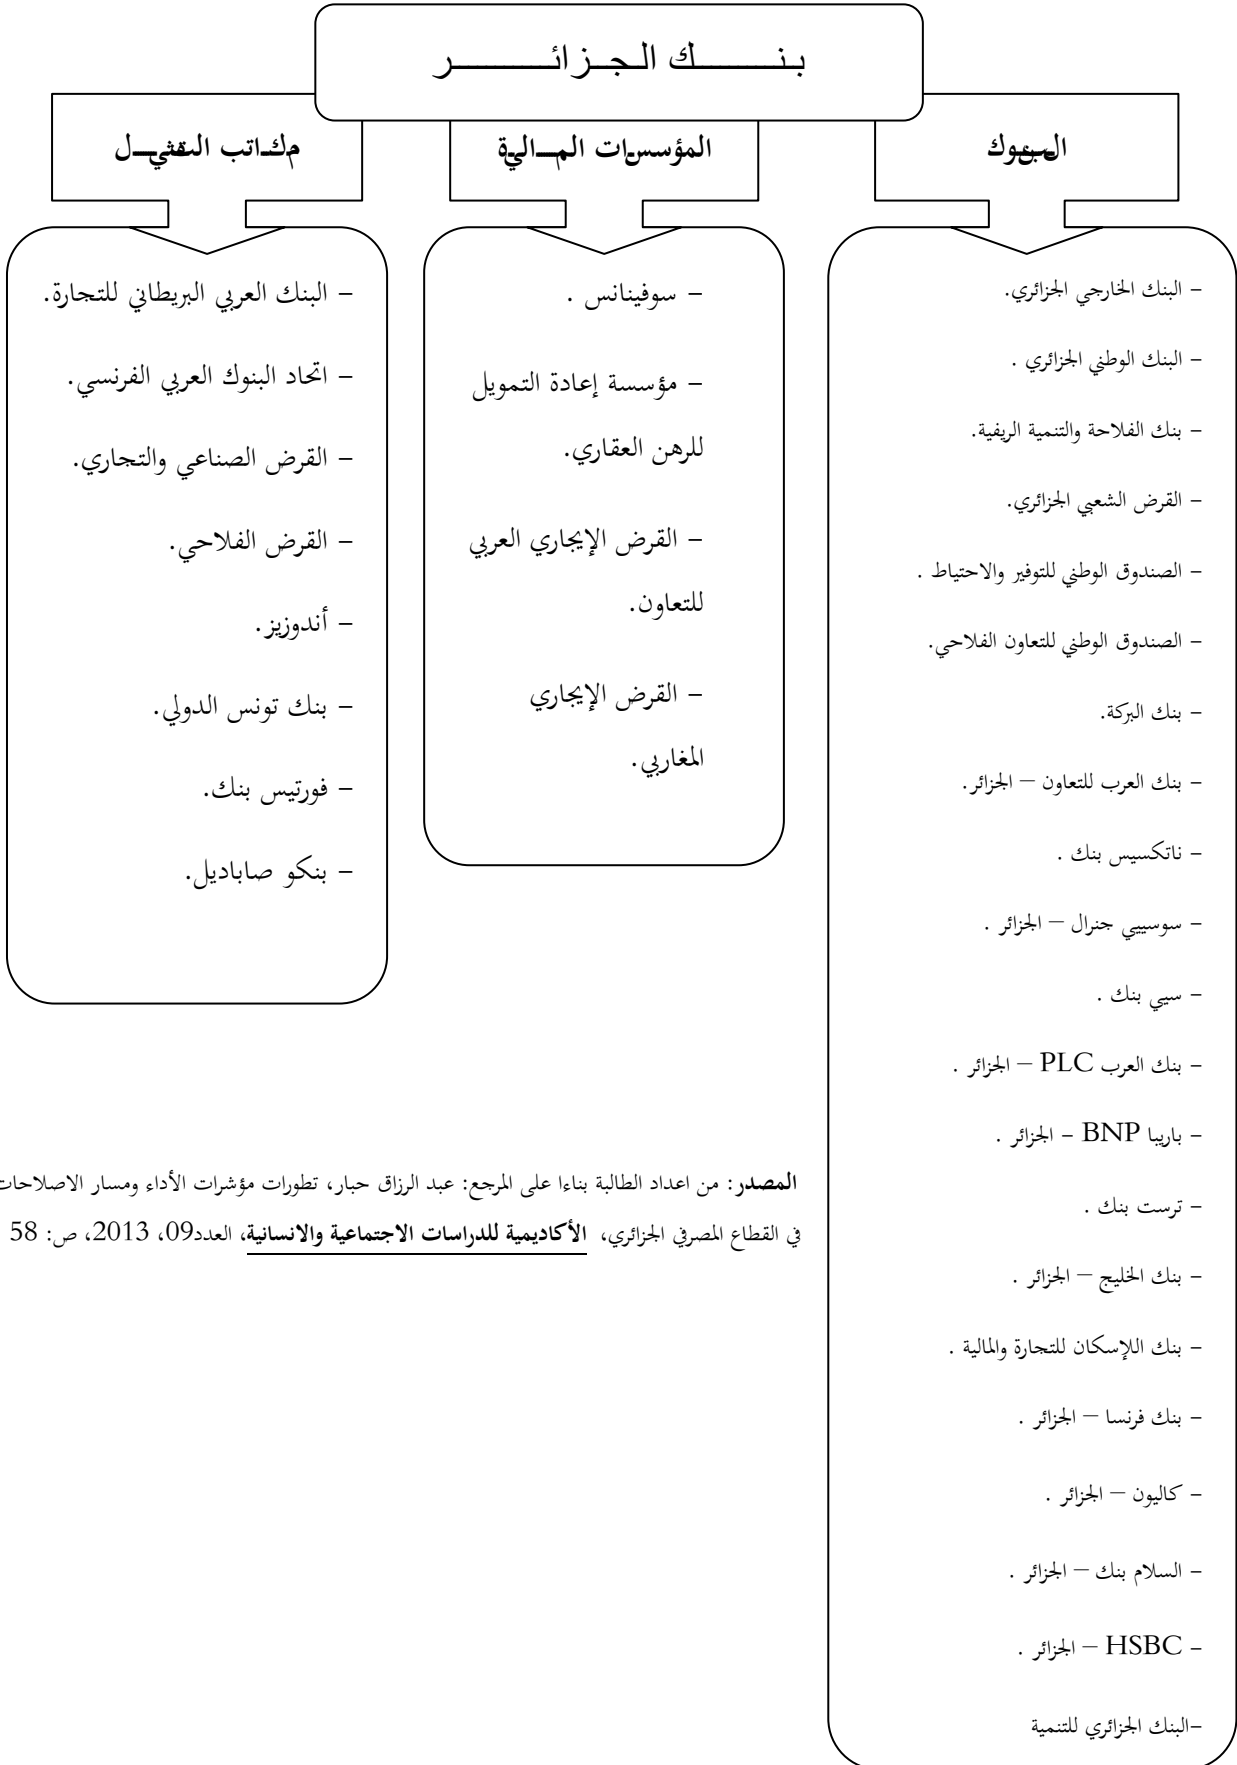 بنك الجزائر
البنوك
المؤسسات المالية
مكاتب التمثيل
– البنك الخارجي الجزائري.
– البنك الوطني الجزائري .
– بنك الفلاحة والتنمية الريفية.
– القرض الشعبي الجزائري.
– الصندوق الوطني للتوفير والاحتياط .
– الصندوق الوطني للتعاون الفلاحي.
– بنك البركة.
– بنك العرب للتعاون – الجزائر.
– ناتكسيس بنك .
– سوسييي جنرال – الجزائر .
– سيي بنك .
– بنك العرب PLC – الجزائر .
– باريبا BNP – الجزائر .
– ترست بنك .
– بنك الخليج – الجزائر .
– بنك اللإسكان للتجارة والمالية .
– بنك فرنسا – الجزائر .
– كاليون – الجزائر .
– السلام بنك – الجزائر .
– HSBC – الجزائر .
–البنك الجزائري للتنمية
– سوفينانس .
– مؤسسة إعادة التمويل
للرهن العقاري.
– القرض الإيجاري العربي
للتعاون.
– القرض الإيجاري
المغاربي.
– البنك العربي البريطاني للتجارة.
– اتحاد البنوك العربي الفرنسي.
– القرض الصناعي والتجاري.
– القرض الفلاحي.
– أندوزيز.
– بنك تونس الدولي.
– فورتيس بنك.
– بنكو صاباديل.
المصدر: من اعداد الطالبة بناءا على المرجع: عبد الرزاق حبار، تطورات مؤشرات الأداء ومسار الاصلاحات
في القطاع المصرفي الجزائري، الأكاديمية للدراسات الاجتماعية والانسانية، العدد09، 2013، ص: 58